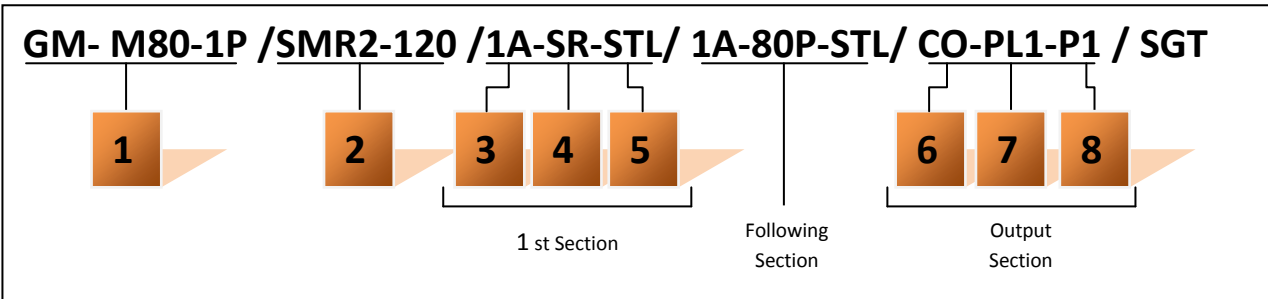 GM- M80-1P /SMR2-120 /1A-SR-STL/ 1A-80P-STL/ CO-PL1-P1 / SGT
1 2 3 4 5 6 7 8
1 st Section
Following
Section
Output
Section